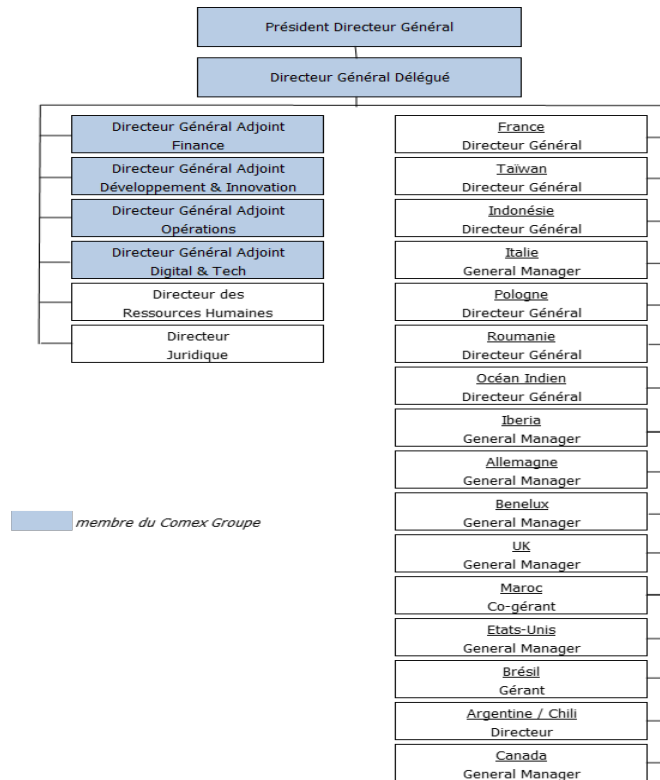 Président Directeur Général
Directeur Général Délégué
Directeur Général Adjoint
Finance
Directeur Général Adjoint
Développement & Innovation
Directeur Général Adjoint
Opérations
Directeur Général Adjoint
Digital & Tech
Directeur des
Ressources Humaines
Directeur
Juridique
membre du Comex Groupe
France
Directeur Général
Taïwan
Directeur Général
Indonésie
Directeur Général
Italie
General Manager
Pologne
Directeur Général
Roumanie
Directeur Général
Océan Indien
Directeur Général
Iberia
General Manager
Allemagne
General Manager
Benelux
General Manager
UK
General Manager
Maroc
Co-gérant
Etats-Unis
General Manager
Brésil
Gérant
Argentine / Chili
Directeur
Canada
General Manager